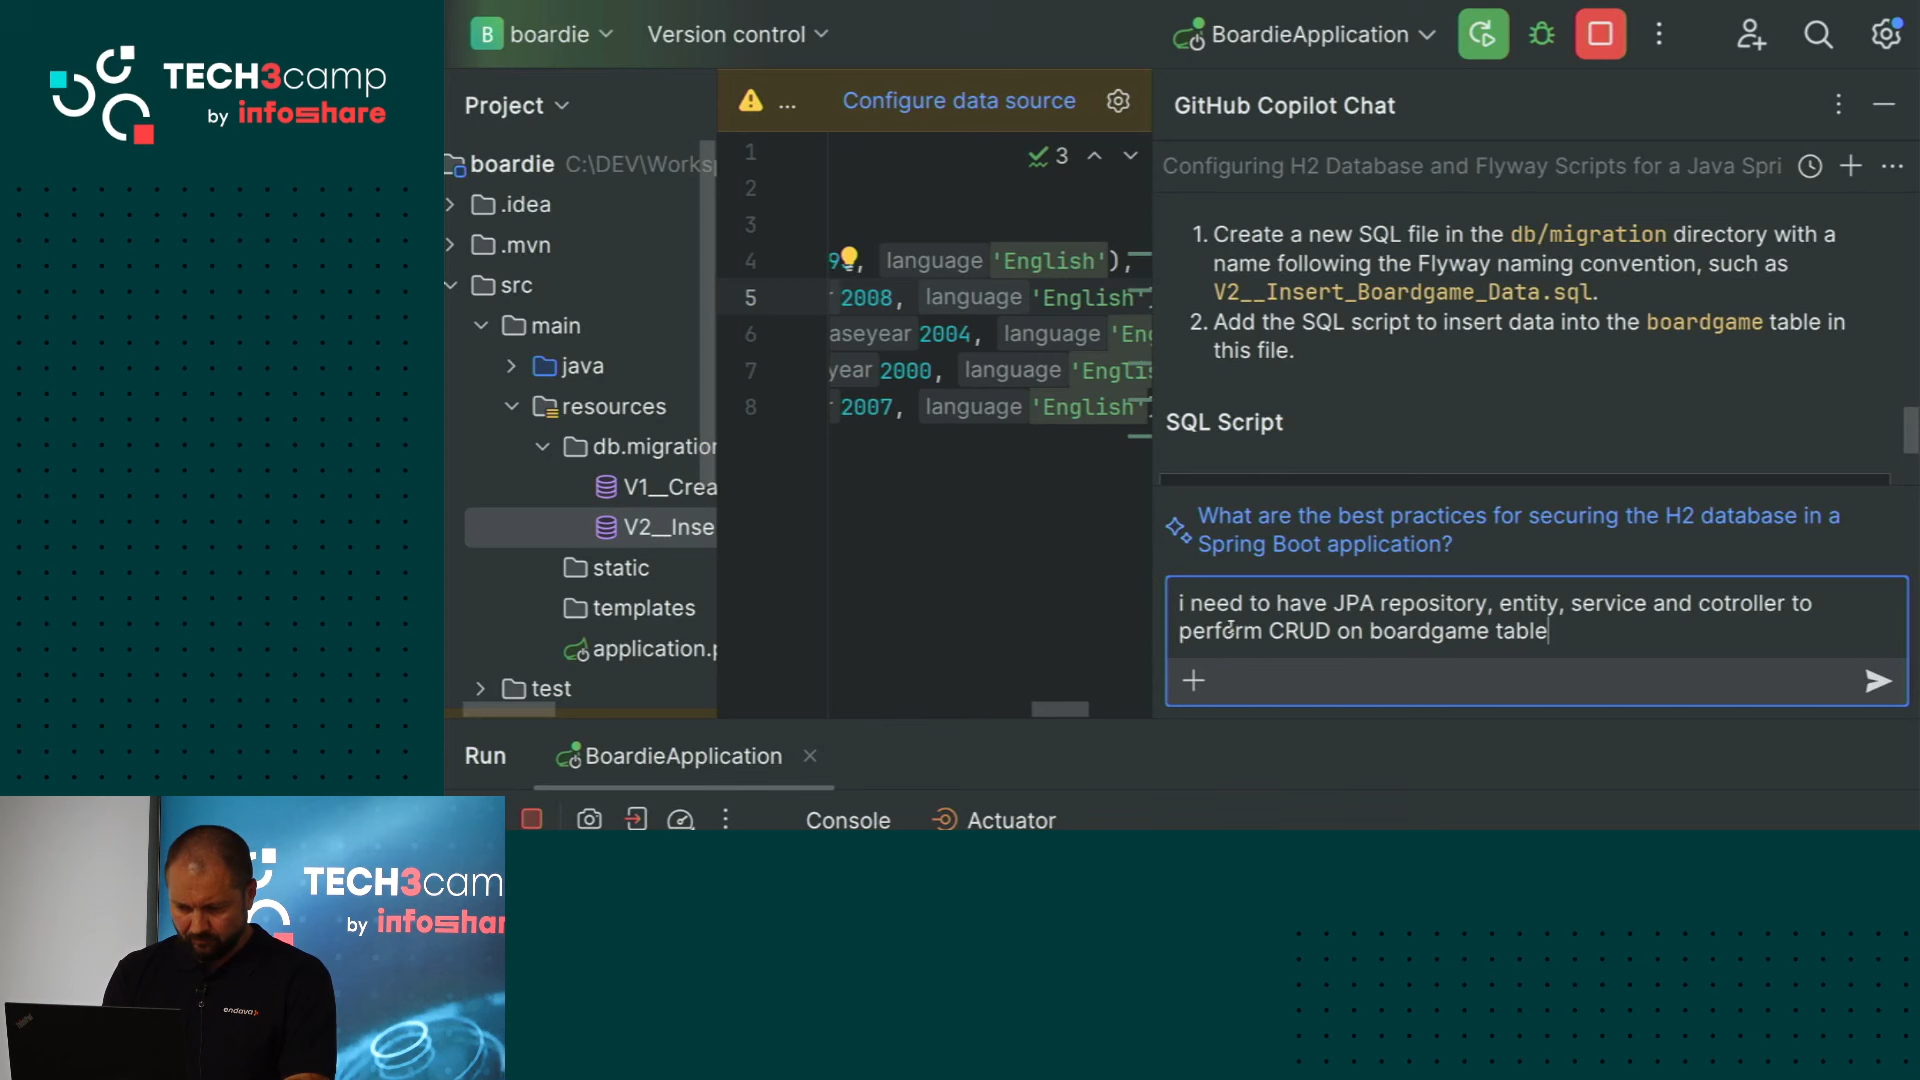 TECH3camp
by infoshare
B boardie
Version control
BoardieApplication
Project
... Configure data source
GitHub Copilot Chat
boardie C:\DEV\Works
.idea
.mvn
src
main
java
resources
db.migration
V1__Crea
V2__Inse
static
templates
application.p
test
1
2
3
4 language 'English'),
5 2008, language 'English'
6 aseyear 2004, language 'Eng
7 year 2000, language 'Englis
8 2007, language 'English'
3
Configuring H2 Database and Flyway Scripts for a Java Spri
1. Create a new SQL file in the db/migration directory with a
name following the Flyway naming convention, such as
V2__Insert_Boardgame_Data.sql.
2. Add the SQL script to insert data into the boardgame table in
this file.
SQL Script
What are the best practices for securing the H2 database in a
Spring Boot application?
i need to have JPA repository, entity, service and cotroller to
perform CRUD on boardgame table
Run BoardieApplication
Console Actuator
TECH3cam
by infoshar
endava